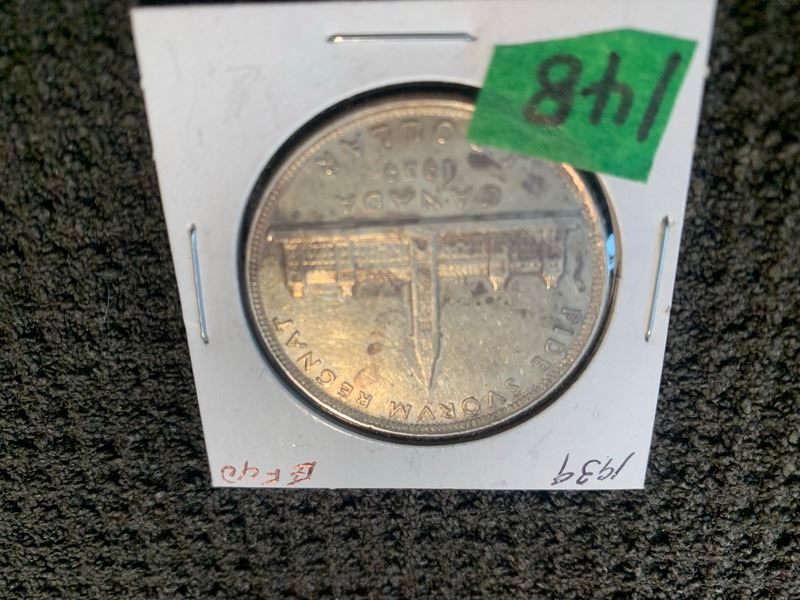 148
1939
EF40
FIDE SVORVM REGNAT
CANADA
1939
DOLLAR